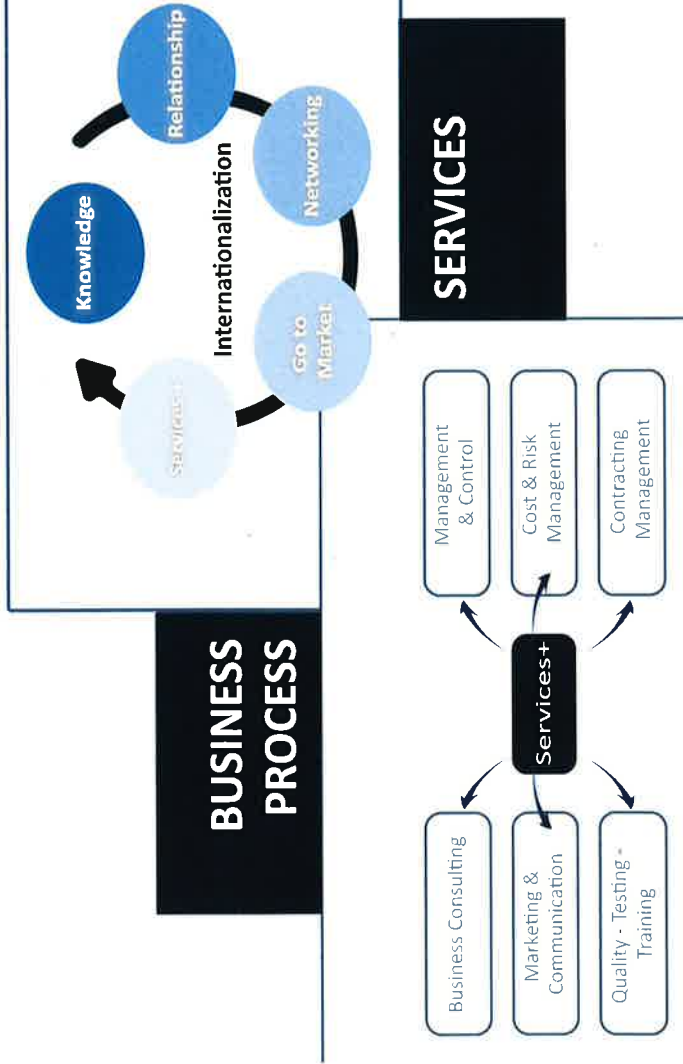 BUSINESS
PROCESS
Knowledge
Relationship
Networking
Go to
Market
Services+
Internationalization
SERVICES
Services+
Business Consulting
Marketing &
Communication
Quality - Testing -
Training
Management
& Control
Cost & Risk
Management
Contracting
Management